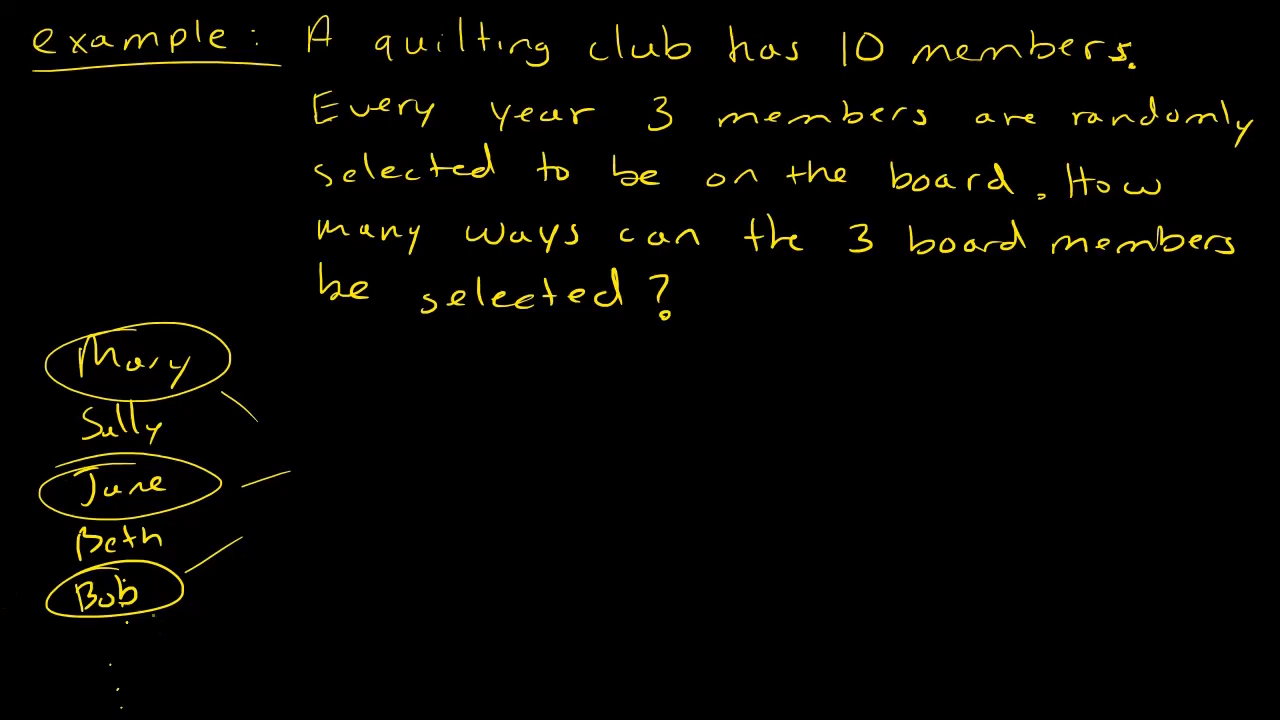 example: A quilting club has 10 members.
Every year 3 members are randomly
selected to be on the board. How
many ways can the 3 board members
be selected?
Mary
Sally
June
Beth
Bob